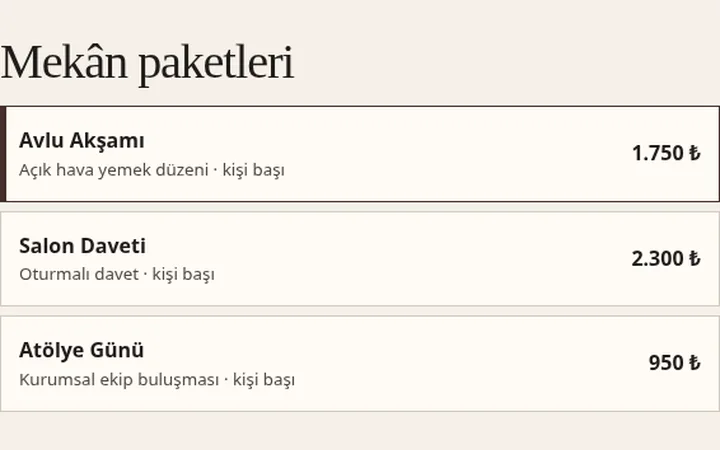 Mekân paketleri
Avlu Akşamı
Açık hava yemek düzeni · kişi başı
1.750 ₺
Salon Daveti
Oturmalı davet · kişi başı
2.300 ₺
Atölye Günü
Kurumsal ekip buluşması · kişi başı
950 ₺